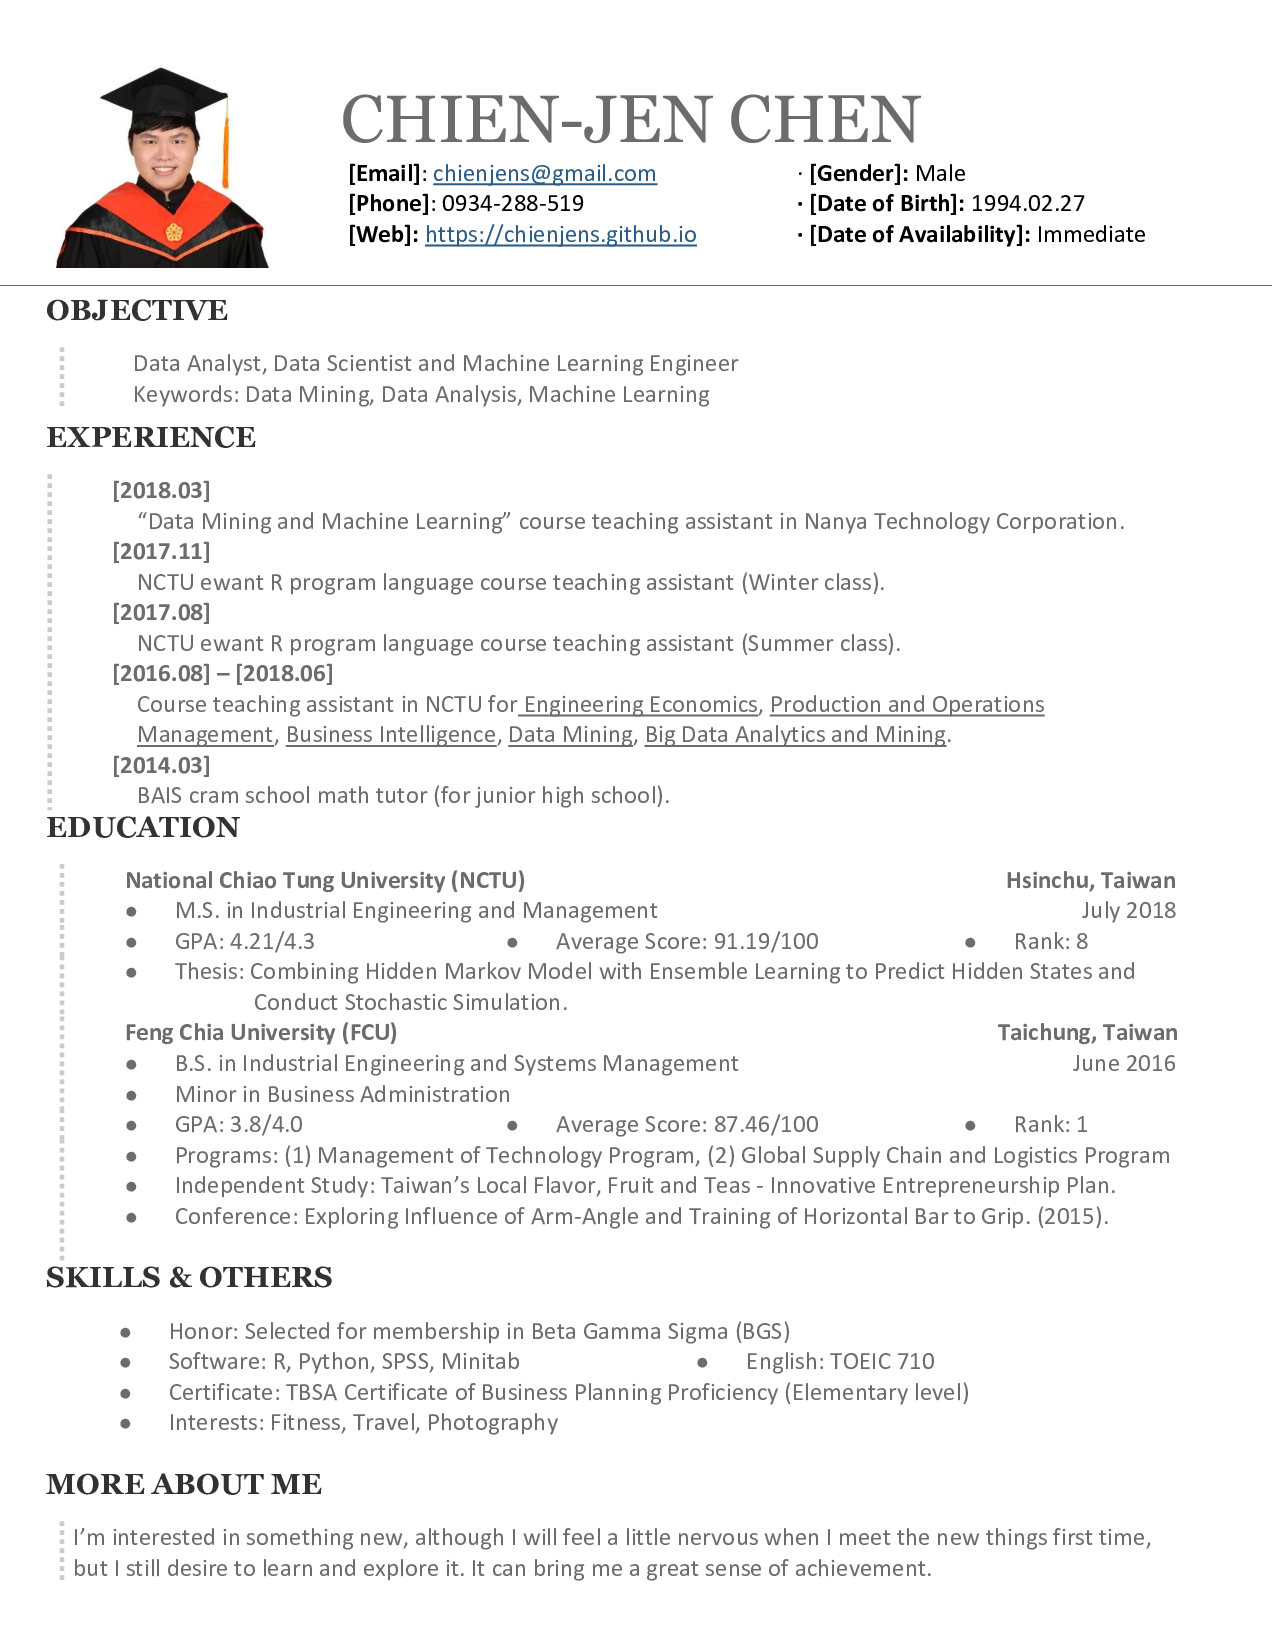 CHIEN-JEN CHEN
[Email]: chienjens@gmail.com · [Gender]: Male
[Phone]: 0934-288-519 · [Date of Birth]: 1994.02.27
[Web]: https://chienjens.github.io · [Date of Availability]: Immediate
OBJECTIVE
Data Analyst, Data Scientist and Machine Learning Engineer
Keywords: Data Mining, Data Analysis, Machine Learning
EXPERIENCE
[2018.03]
“Data Mining and Machine Learning” course teaching assistant in Nanya Technology Corporation.
[2017.11]
NCTU ewant R program language course teaching assistant (Winter class).
[2017.08]
NCTU ewant R program language course teaching assistant (Summer class).
[2016.08] – [2018.06]
Course teaching assistant in NCTU for Engineering Economics, Production and Operations
Management, Business Intelligence, Data Mining, Big Data Analytics and Mining.
[2014.03]
BAIS cram school math tutor (for junior high school).
EDUCATION
National Chiao Tung University (NCTU) Hsinchu, Taiwan
● M.S. in Industrial Engineering and Management July 2018
● GPA: 4.21/4.3 ● Average Score: 91.19/100 ● Rank: 8
● Thesis: Combining Hidden Markov Model with Ensemble Learning to Predict Hidden States and
Conduct Stochastic Simulation.
Feng Chia University (FCU) Taichung, Taiwan
● B.S. in Industrial Engineering and Systems Management June 2016
● Minor in Business Administration
● GPA: 3.8/4.0 ● Average Score: 87.46/100 ● Rank: 1
● Programs: (1) Management of Technology Program, (2) Global Supply Chain and Logistics Program
● Independent Study: Taiwan’s Local Flavor, Fruit and Teas - Innovative Entrepreneurship Plan.
● Conference: Exploring Influence of Arm-Angle and Training of Horizontal Bar to Grip. (2015).
SKILLS & OTHERS
● Honor: Selected for membership in Beta Gamma Sigma (BGS)
● Software: R, Python, SPSS, Minitab ● English: TOEIC 710
● Certificate: TBSA Certificate of Business Planning Proficiency (Elementary level)
● Interests: Fitness, Travel, Photography
MORE ABOUT ME
I’m interested in something new, although I will feel a little nervous when I meet the new things first time,
but I still desire to learn and explore it. It can bring me a great sense of achievement.